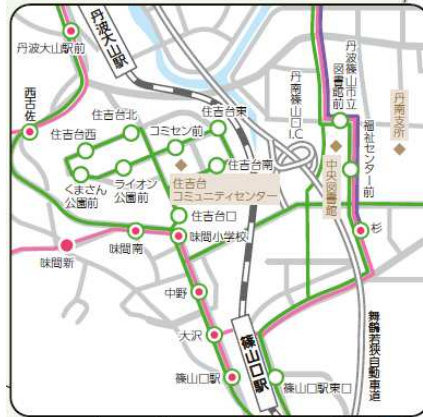 丹波大山駅前
丹波大山駅
西古佐
住吉台北
住吉台西
コミセン前
住吉台東
くまさん
公園前
ライオン
公園前
住吉台南
住吉台
コミュニティセンター
住吉台口
味間南
味間小学校
味間新
中野
大沢
篠山口駅
篠山口駅
篠山口駅東口
丹南篠山口I.C
丹波篠山市立
図書館前
丹南支所
福祉センター前
中央図書館
杉
舞鶴若狭自動車道